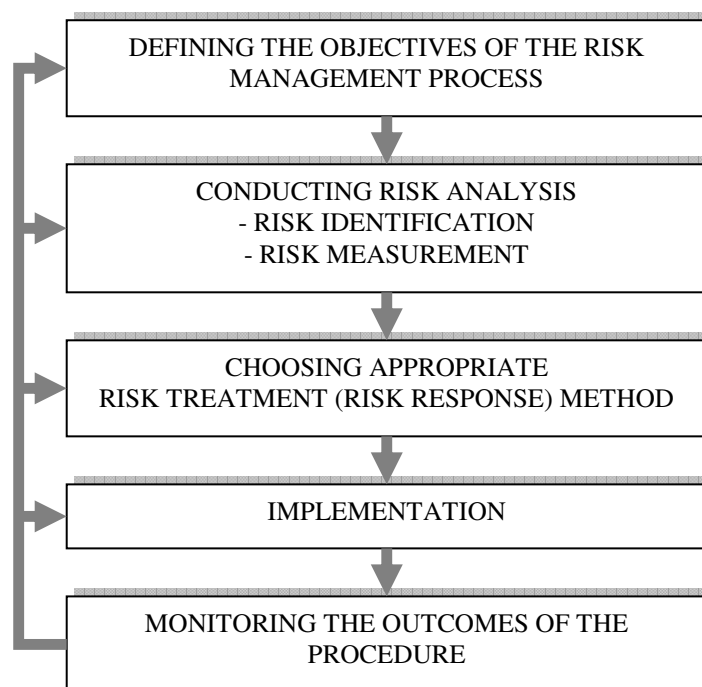 DEFINING THE OBJECTIVES OF THE RISK
MANAGEMENT PROCESS
CONDUCTING RISK ANALYSIS
- RISK IDENTIFICATION
- RISK MEASUREMENT
CHOOSING APPROPRIATE
RISK TREATMENT (RISK RESPONSE) METHOD
IMPLEMENTATION
MONITORING THE OUTCOMES OF THE
PROCEDURE